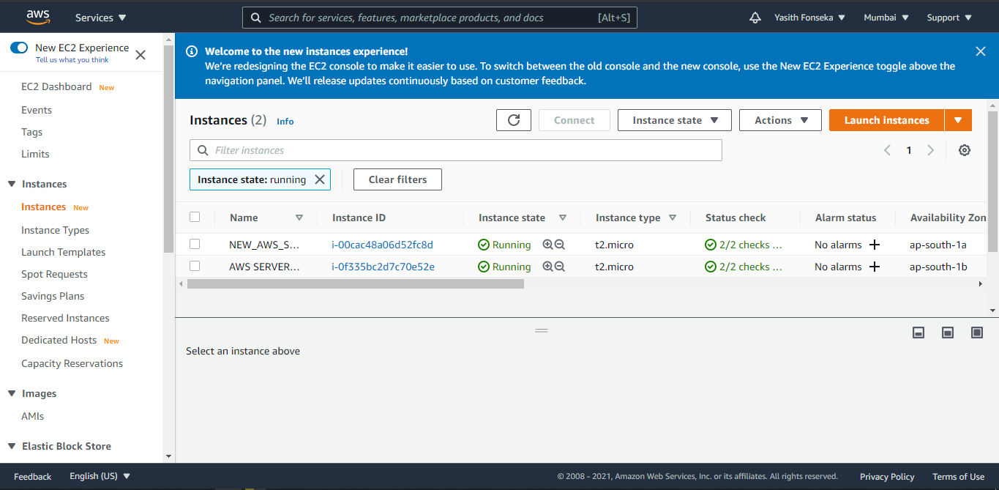 aws Services Search for services, features, marketplace products, and docs [Alt+S] Yasith Fonseka Mumbai Support
New EC2 Experience
Tell us what you think
EC2 Dashboard New
Events
Tags
Limits
Instances
Instances New
Instance Types
Launch Templates
Spot Requests
Savings Plans
Reserved Instances
Dedicated Hosts New
Capacity Reservations
Images
AMIs
Elastic Block Store
Welcome to the new instances experience!
We're redesigning the EC2 console to make it easier to use. To switch between the old console and the new console, use the New EC2 Experience toggle above the
navigation panel. We'll release updates continuously based on customer feedback.
Instances (2) Info Connect Instance state Actions Launch instances
Filter instances 1
Instance state: running Clear filters
Name Instance ID Instance state Instance type Status check Alarm status Availability Zon
NEW_AWS_S... i-00cac48a06d52fc8d Running t2.micro 2/2 checks ... No alarms + ap-south-1a
AWS SERVER... i-0f335bc2d7c70e52e Running t2.micro 2/2 checks ... No alarms + ap-south-1b
Select an instance above
Feedback English (US) © 2008 - 2021, Amazon Web Services, Inc. or its affiliates. All rights reserved. Privacy Policy Terms of Use